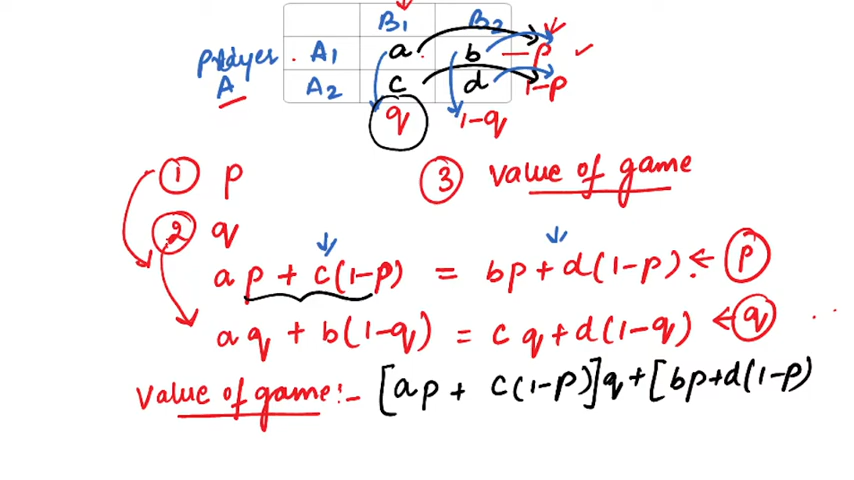 B1 B2
Player A1 a b p
A A2 c d 1-p
q 1-q
① p ③ Value of game
② q
ap + c(1-p) = bp + d(1-p) ← p
aq + b(1-q) = cq + d(1-q) ← q
Value of game:- [ap + c(1-p)]q + [bp+d(1-p)